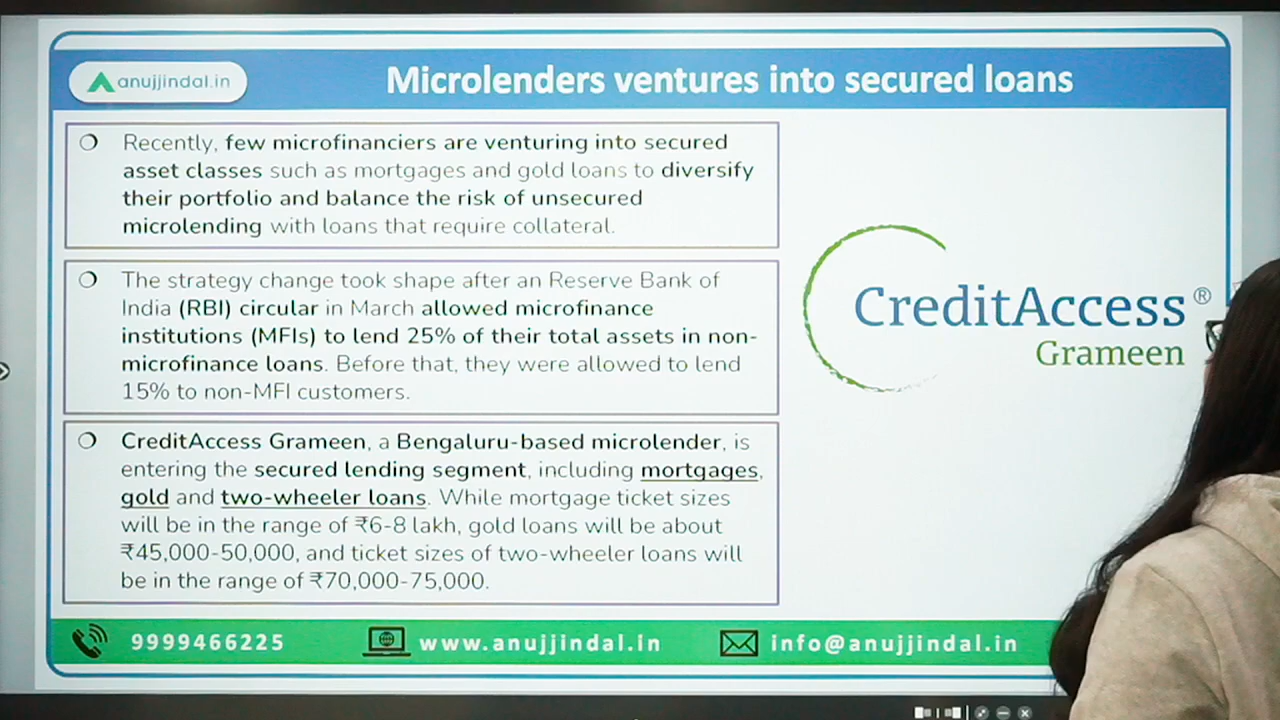 anujjindal.in
Microlenders ventures into secured loans
Recently, few microfinanciers are venturing into secured
asset classes such as mortgages and gold loans to diversify
their portfolio and balance the risk of unsecured
microlending with loans that require collateral.
The strategy change took shape after an Reserve Bank of
India (RBI) circular in March allowed microfinance
institutions (MFIs) to lend 25% of their total assets in non-
microfinance loans. Before that, they were allowed to lend
15% to non-MFI customers.
CreditAccess Grameen, a Bengaluru-based microlender, is
entering the secured lending segment, including mortgages,
gold and two-wheeler loans. While mortgage ticket sizes
will be in the range of ₹6-8 lakh, gold loans will be about
₹45,000-50,000, and ticket sizes of two-wheeler loans will
be in the range of ₹70,000-75,000.
CreditAccess®
Grameen
9999466225 www.anujjindal.in info@anujjindal.in